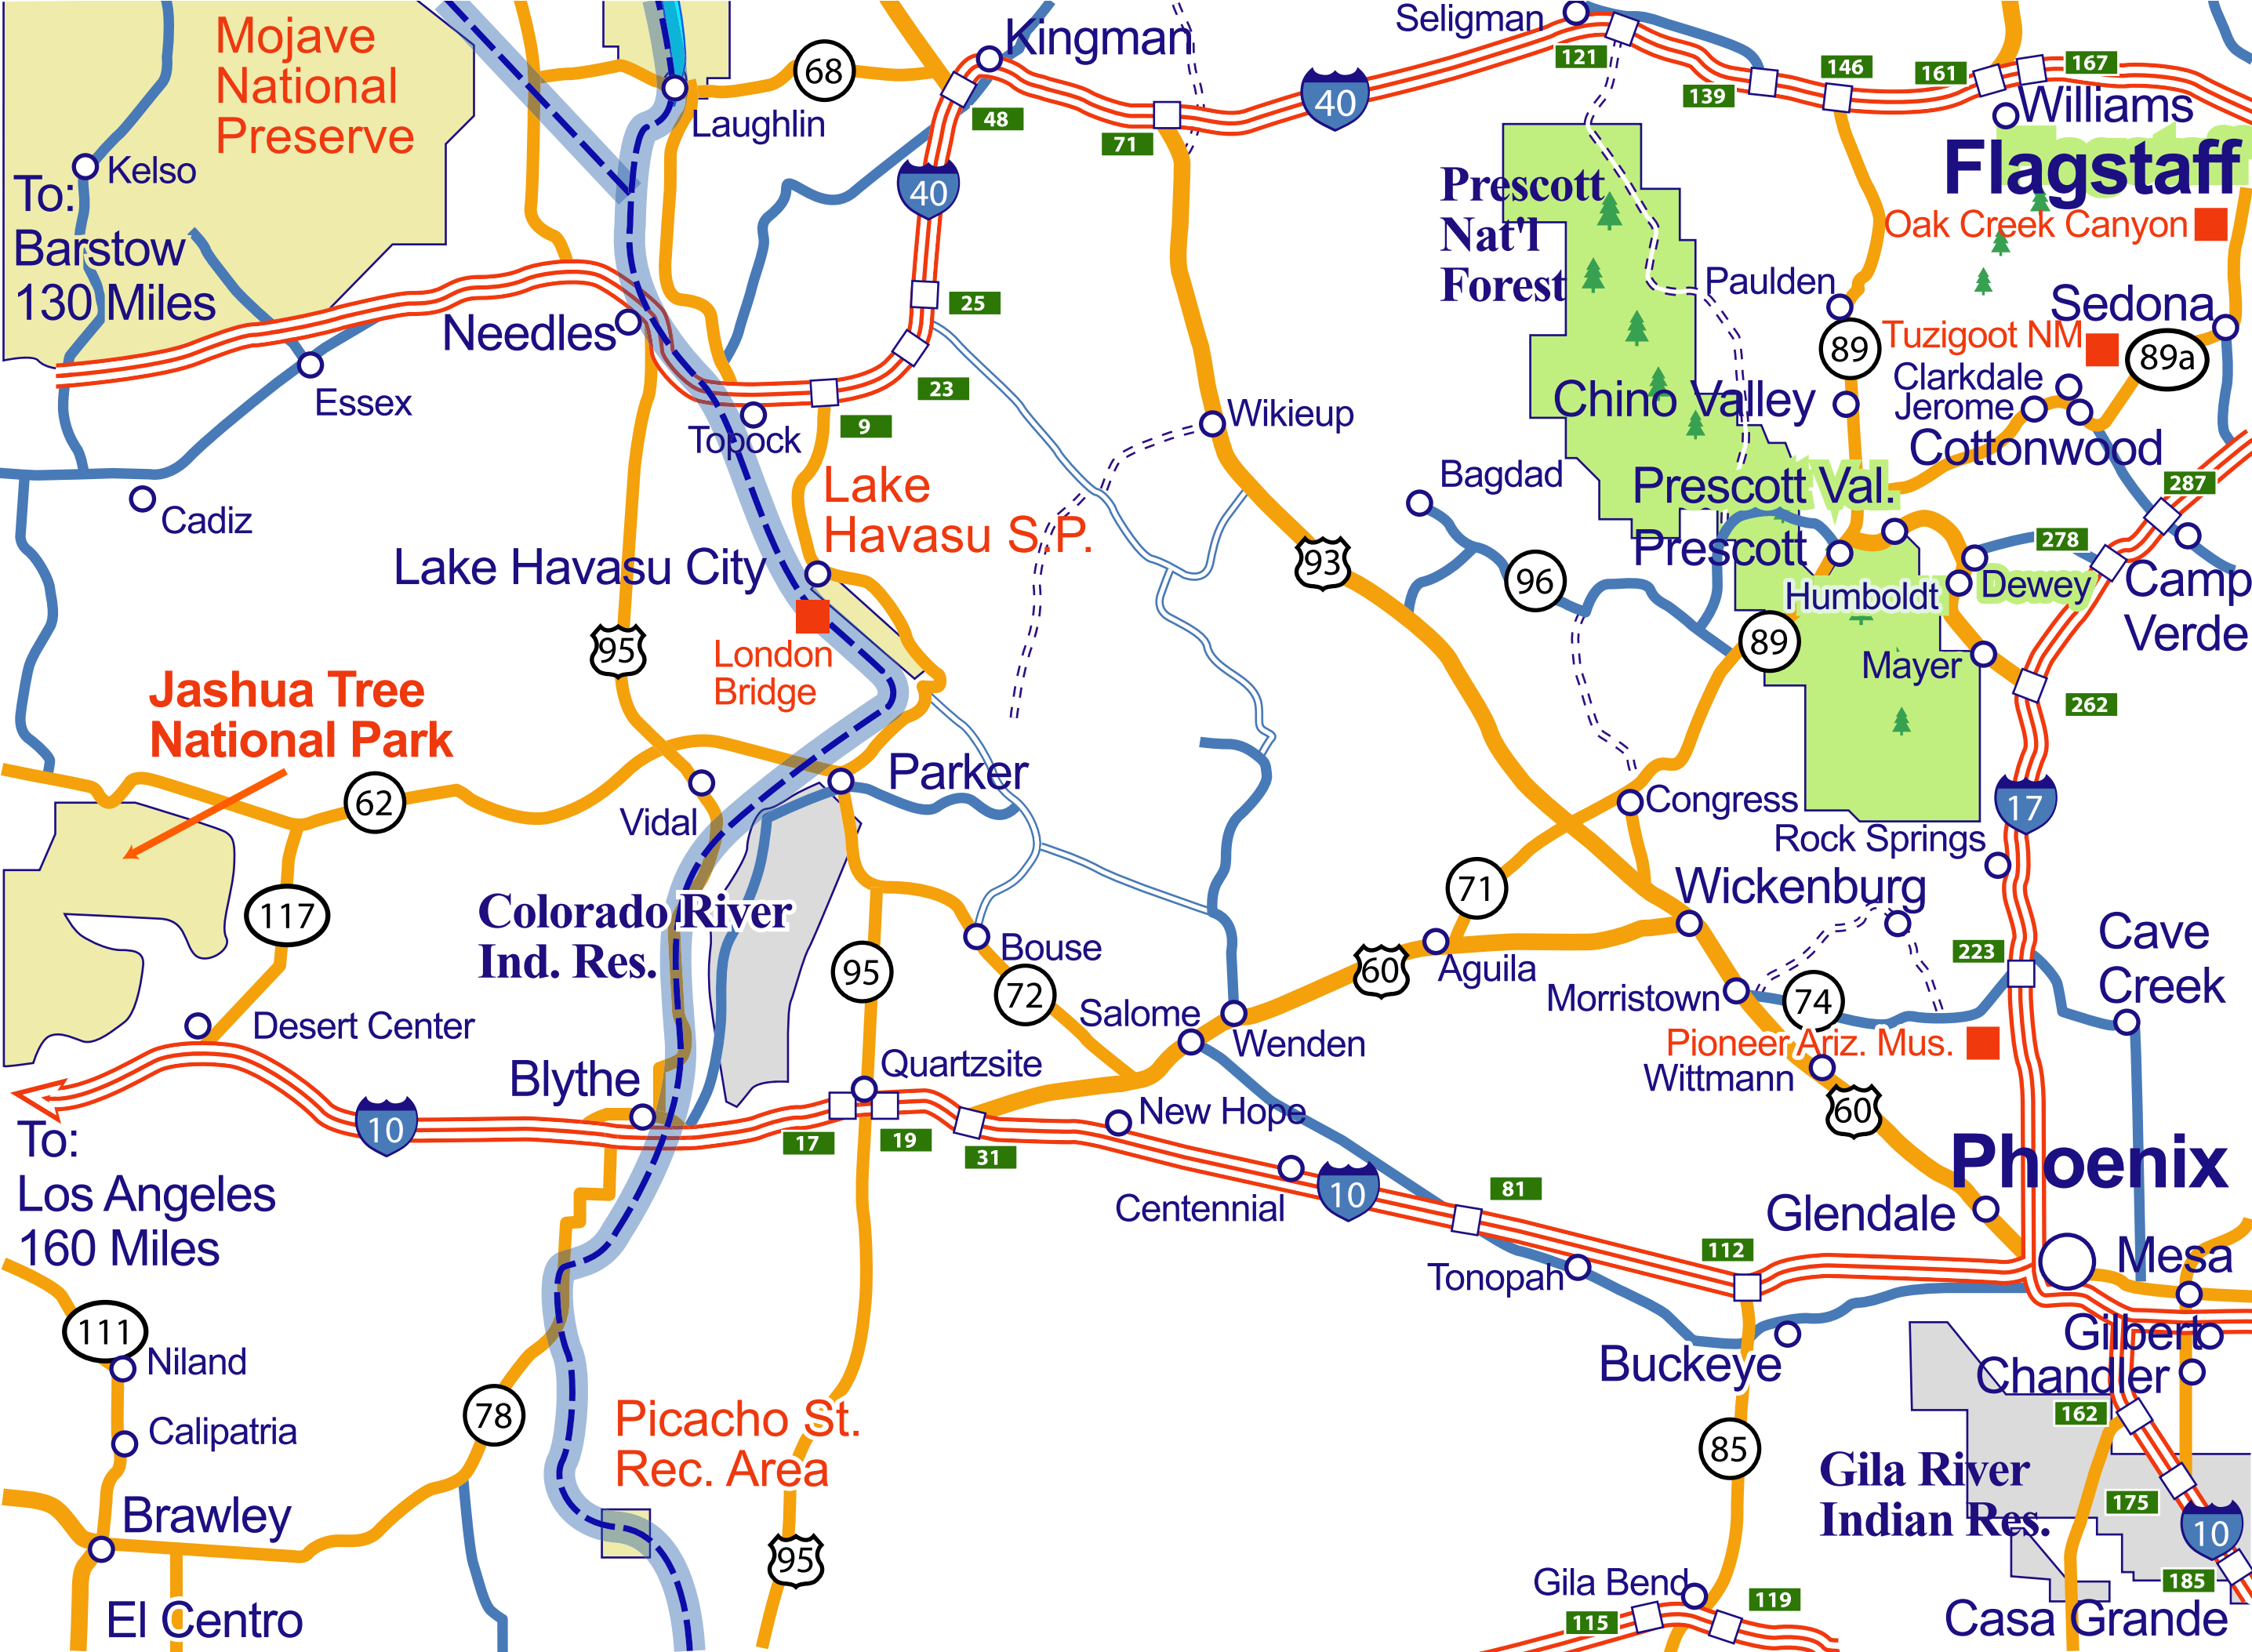 Mojave
National
Preserve
Kingman
Seligman
68
48
71
40
121
139
146
161
167
Laughlin
Williams
Flagstaff
Kelso
To:
Barstow
130 Miles
40
Prescott
Nat'l
Forest
Oak Creek Canyon
Paulden
Sedona
25
Needles
89
Tuzigoot NM
89a
Essex
23
Clarkdale
Jerome
Chino Valley
Topock
9
Wikieup
Cottonwood
Cadiz
Lake
Havasu S.P.
Bagdad
Prescott Val.
287
Lake Havasu City
93
96
Prescott
278
Humboldt
Dewey
Camp
Verde
95
London
Bridge
89
Mayer
262
Jashua Tree
National Park
62
Vidal
Parker
Congress
17
Rock Springs
117
Colorado River
Ind. Res.
71
Wickenburg
Bouse
95
72
60
Aguila
223
Cave
Creek
Morristown
74
Desert Center
Salome
Wenden
Pioneer Ariz. Mus.
Wittmann
Blythe
Quartzsite
60
10
17
19
31
New Hope
To:
Los Angeles
160 Miles
Centennial
10
81
Phoenix
Glendale
112
Mesa
Tonopah
111
Niland
Buckeye
Gilbert
Chandler
78
Calipatria
Picacho St.
Rec. Area
85
162
Gila River
Indian Res.
175
10
Brawley
95
El Centro
Gila Bend
115
119
185
Casa Grande